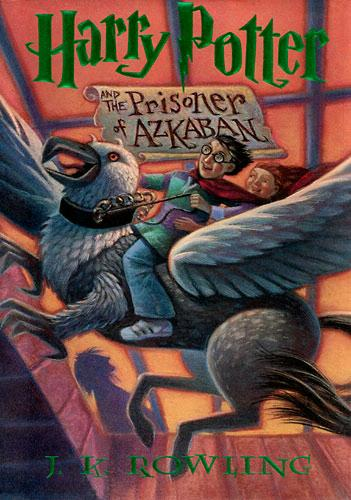 Harry Potter
AND THE Prisoner
of AZKABAN
J. K. ROWLING